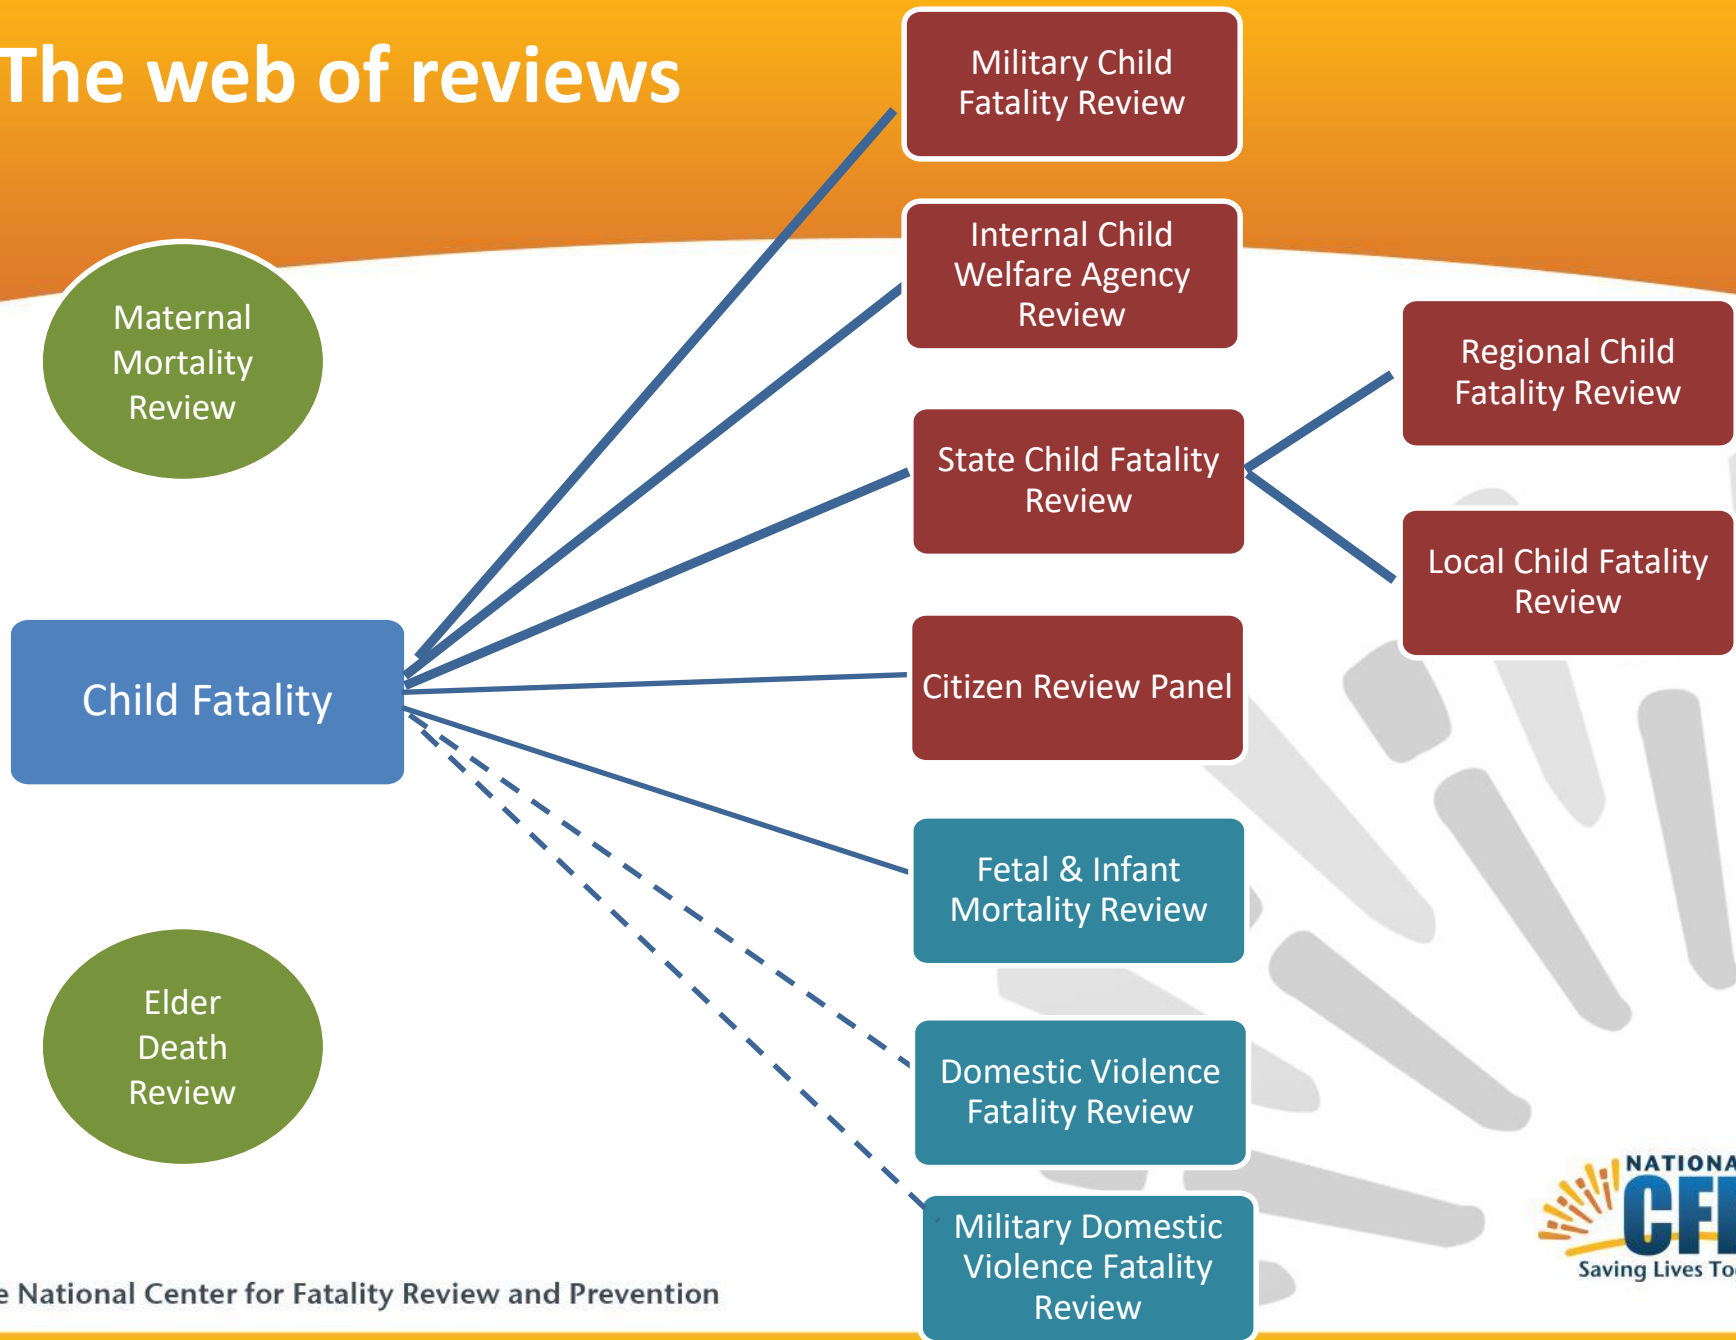 The web of reviews
Military Child
Fatality Review
Internal Child
Welfare Agency
Review
Maternal
Mortality
Review
Regional Child
Fatality Review
State Child Fatality
Review
Local Child Fatality
Review
Child Fatality
Citizen Review Panel
Fetal & Infant
Mortality Review
Elder
Death
Review
Domestic Violence
Fatality Review
Military Domestic
Violence Fatality
Review
National Center for Fatality Review and Prevention
Saving Lives